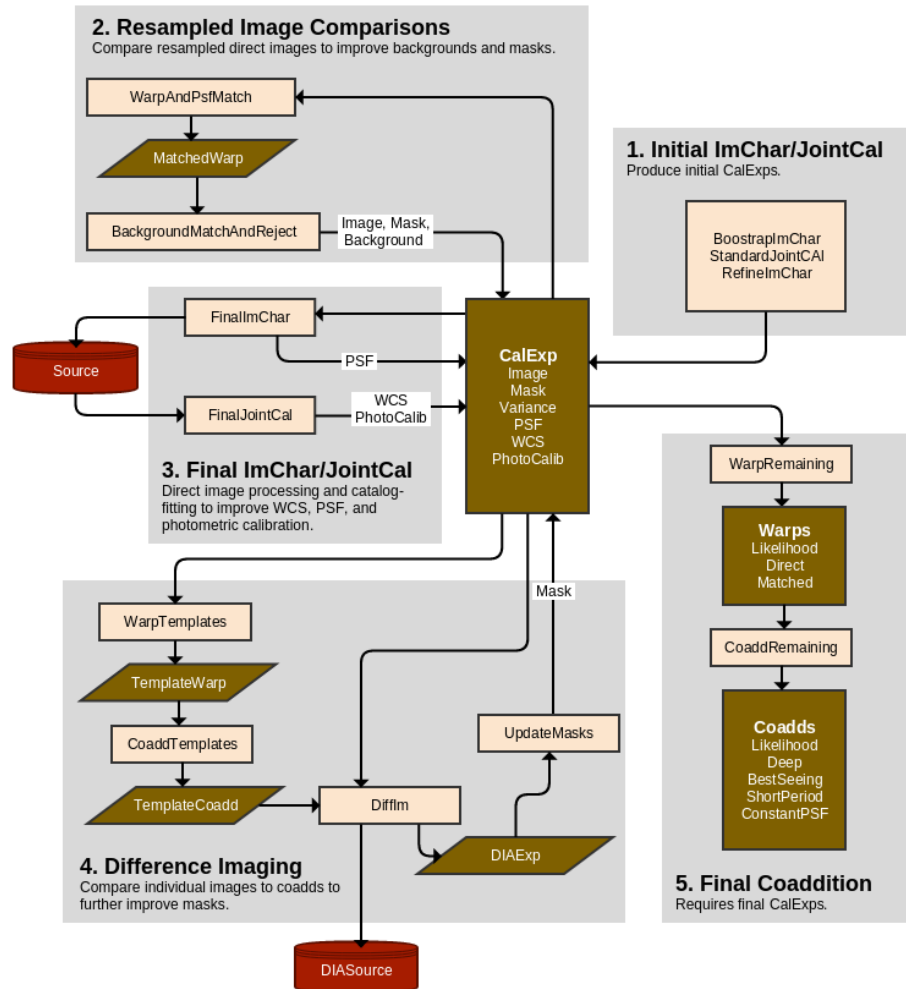 2. Resampled Image Comparisons
Compare resampled direct images to improve backgrounds and masks.
WarpAndPsfMatch
MatchedWarp
BackgroundMatchAndReject
Image, Mask,
Background
1. Initial ImChar/JointCal
Produce initial CalExps.
BoostrapImChar
StandardJointCAl
RefineImChar
FinalImChar
PSF
Source
FinalJointCal
WCS
PhotoCalib
3. Final ImChar/JointCal
Direct image processing and catalog-
fitting to improve WCS, PSF, and
photometric calibration.
CalExp
Image
Mask
Variance
PSF
WCS
PhotoCalib
WarpRemaining
Warps
Likelihood
Direct
Matched
CoaddRemaining
Coadds
Likelihood
Deep
BestSeeing
ShortPeriod
ConstantPSF
5. Final Coaddition
Requires final CalExps.
Mask
WarpTemplates
TemplateWarp
CoaddTemplates
TemplateCoadd
DiffIm
UpdateMasks
DIAExp
4. Difference Imaging
Compare individual images to coadds to
further improve masks.
DIASource